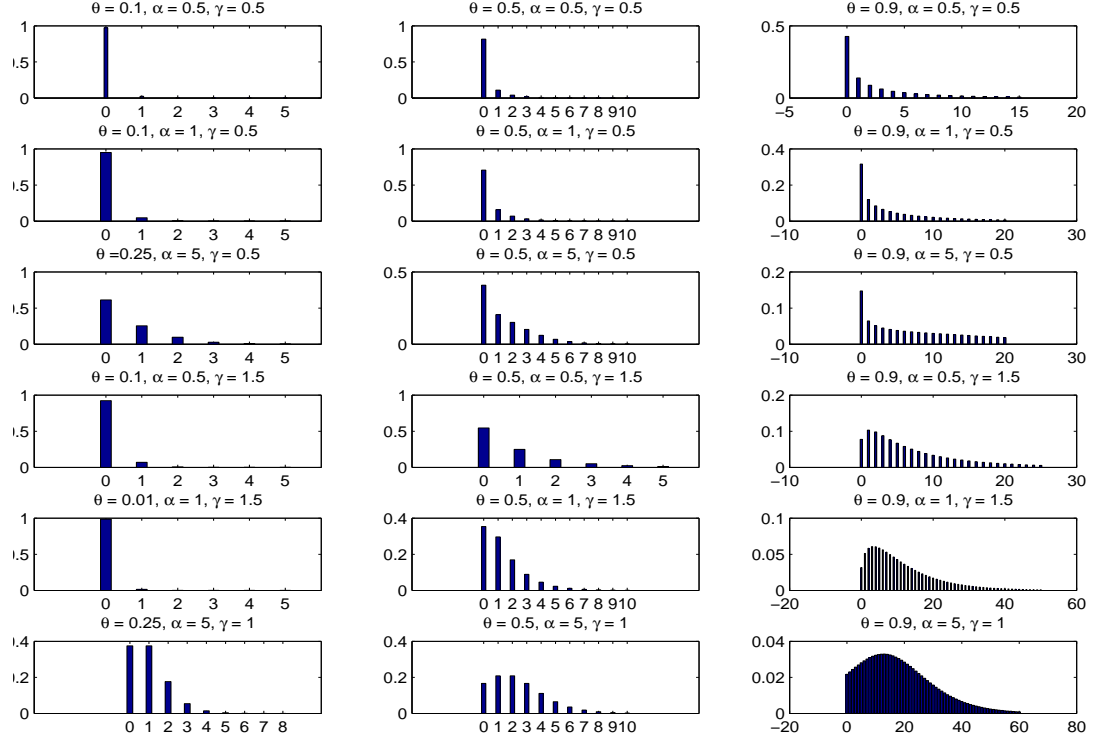 θ = 0.1, α = 0.5, γ = 0.5
θ = 0.5, α = 0.5, γ = 0.5
θ = 0.9, α = 0.5, γ = 0.5
1
.5
0
0 1 2 3 4 5
1
0.5
0
0 1 2 3 4 5 6 7 8 9 10
0.5
0
−5 0 5 10 15 20
θ = 0.1, α = 1, γ = 0.5
θ = 0.5, α = 1, γ = 0.5
θ = 0.9, α = 1, γ = 0.5
1
.5
0
0 1 2 3 4 5
1
0.5
0
0 1 2 3 4 5 6 7 8 9 10
0.4
0.2
0
−10 0 10 20 30
θ =0.25, α = 5, γ = 0.5
θ = 0.5, α = 5, γ = 0.5
θ = 0.9, α = 5, γ = 0.5
1
.5
0
0 1 2 3 4 5
0.5
0
0 1 2 3 4 5 6 7 8 9 10
0.2
0.1
0
−10 0 10 20 30
θ = 0.1, α = 0.5, γ = 1.5
θ = 0.5, α = 0.5, γ = 1.5
θ = 0.9, α = 0.5, γ = 1.5
1
.5
0
0 1 2 3 4 5
1
0.5
0
0 1 2 3 4 5
0.2
0.1
0
−10 0 10 20 30
θ = 0.01, α = 1, γ = 1.5
θ = 0.5, α = 1, γ = 1.5
θ = 0.9, α = 1, γ = 1.5
1
.5
0
0 1 2 3 4 5
0.4
0.2
0
0 1 2 3 4 5 6 7 8 9 10
0.1
0.05
0
−20 0 20 40 60
θ = 0.25, α = 5, γ = 1
θ = 0.5, α = 5, γ = 1
θ = 0.9, α = 5, γ = 1
.4
.2
0
0 1 2 3 4 5 6 7 8
0.4
0.2
0
0 1 2 3 4 5 6 7 8 9 10
0.04
0.02
0
−20 0 20 40 60